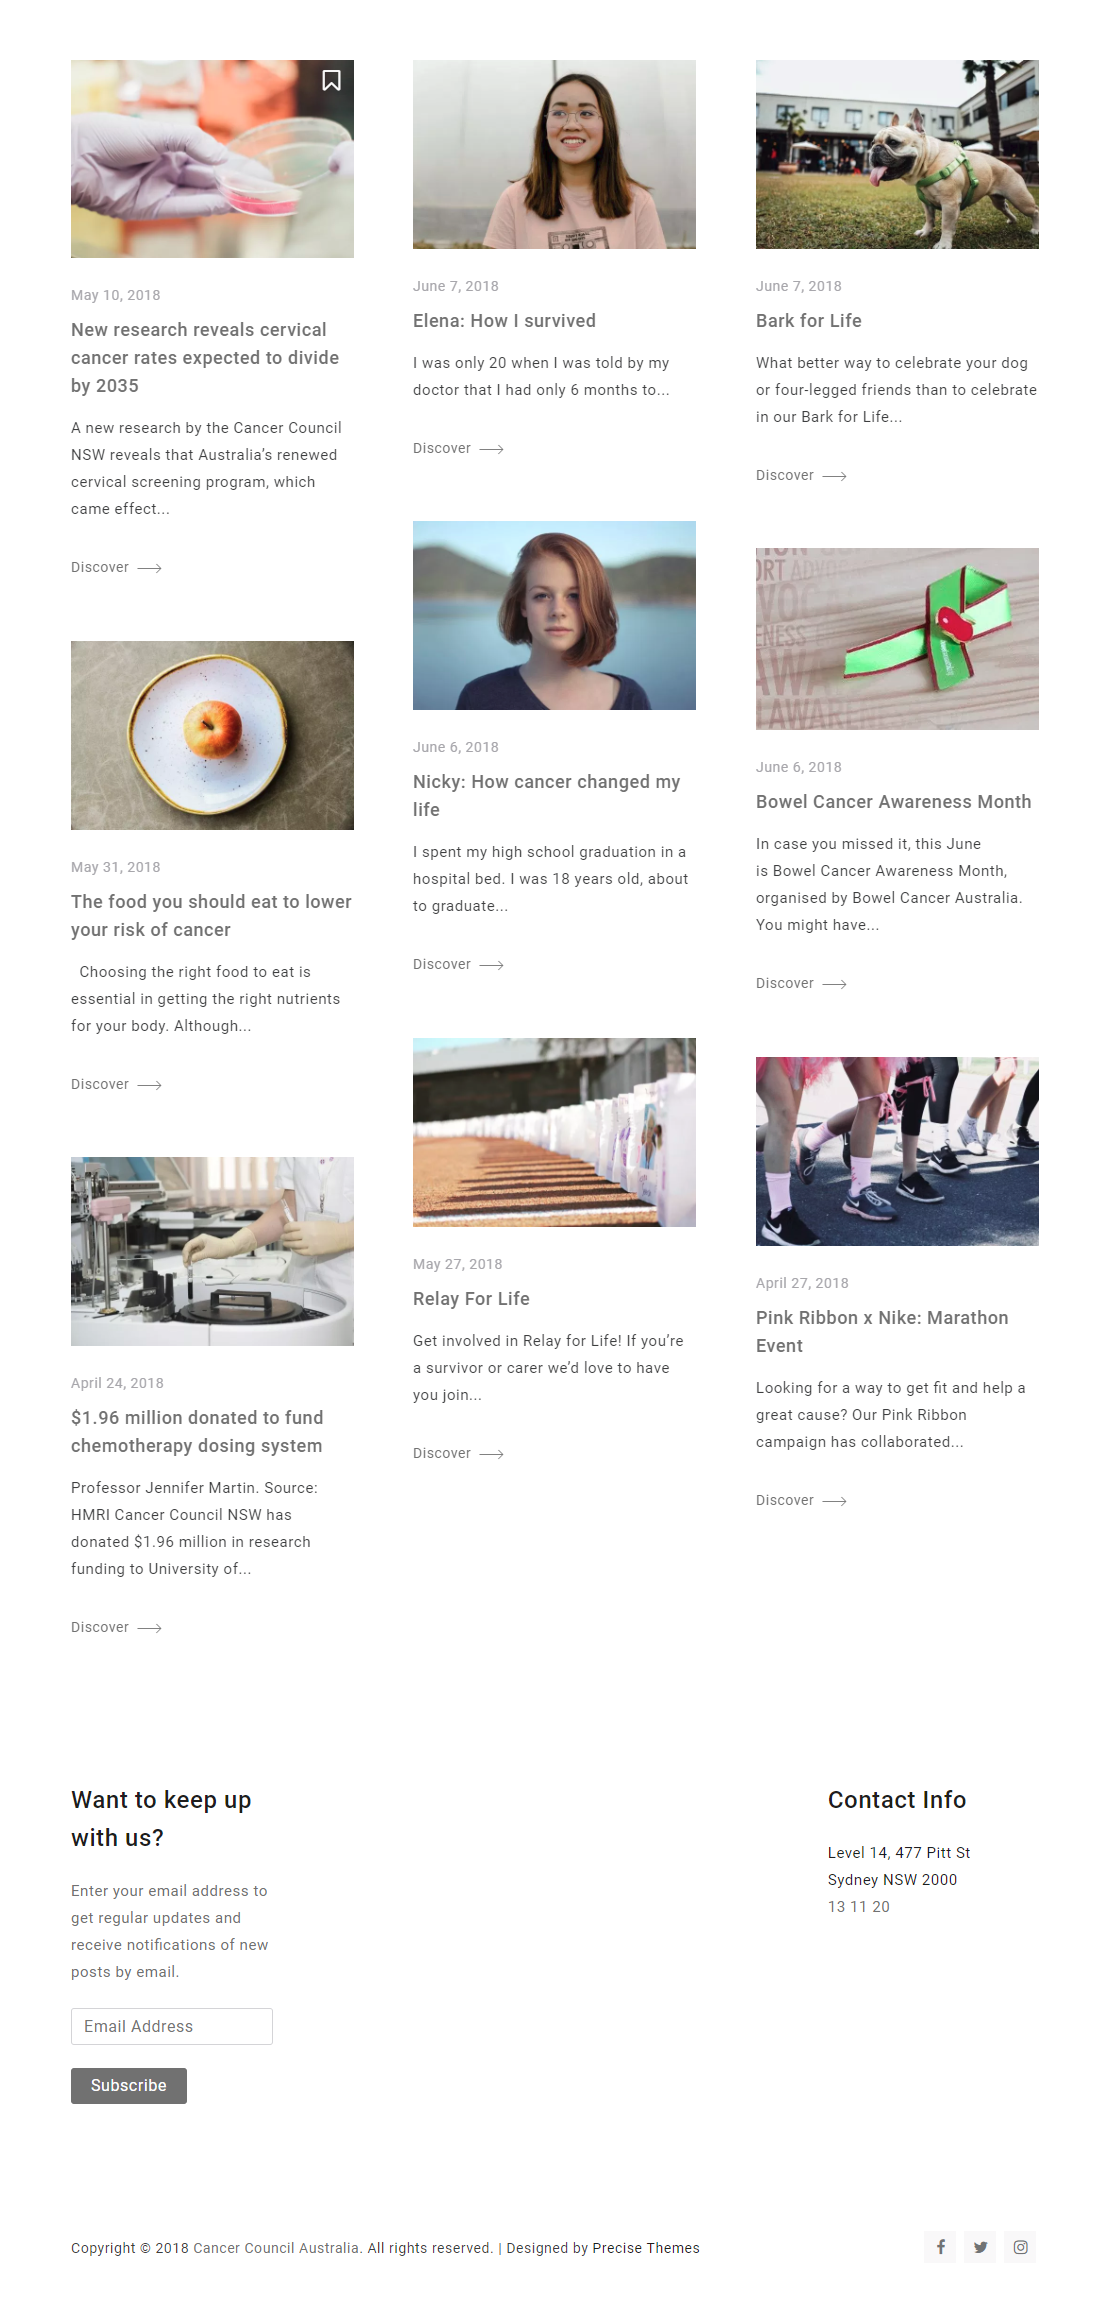 May 10, 2018
New research reveals cervical
cancer rates expected to divide
by 2035
A new research by the Cancer Council
NSW reveals that Australia’s renewed
cervical screening program, which
came effect...
Discover
May 31, 2018
The food you should eat to lower
your risk of cancer
Choosing the right food to eat is
essential in getting the right nutrients
for your body. Although...
Discover
April 24, 2018
$1.96 million donated to fund
chemotherapy dosing system
Professor Jennifer Martin. Source:
HMRI Cancer Council NSW has
donated $1.96 million in research
funding to University of...
Discover
June 7, 2018
Elena: How I survived
I was only 20 when I was told by my
doctor that I had only 6 months to...
Discover
June 6, 2018
Nicky: How cancer changed my
life
I spent my high school graduation in a
hospital bed. I was 18 years old, about
to graduate...
Discover
May 27, 2018
Relay For Life
Get involved in Relay for Life! If you’re
a survivor or carer we’d love to have
you join...
Discover
June 7, 2018
Bark for Life
What better way to celebrate your dog
or four-legged friends than to celebrate
in our Bark for Life...
Discover
June 6, 2018
Bowel Cancer Awareness Month
In case you missed it, this June
is Bowel Cancer Awareness Month,
organised by Bowel Cancer Australia.
You might have...
Discover
April 27, 2018
Pink Ribbon x Nike: Marathon
Event
Looking for a way to get fit and help a
great cause? Our Pink Ribbon
campaign has collaborated...
Discover
Want to keep up
with us?
Enter your email address to
get regular updates and
receive notifications of new
posts by email.
Email Address
Subscribe
Contact Info
Level 14, 477 Pitt St
Sydney NSW 2000
13 11 20
Copyright © 2018 Cancer Council Australia. All rights reserved. | Designed by Precise Themes